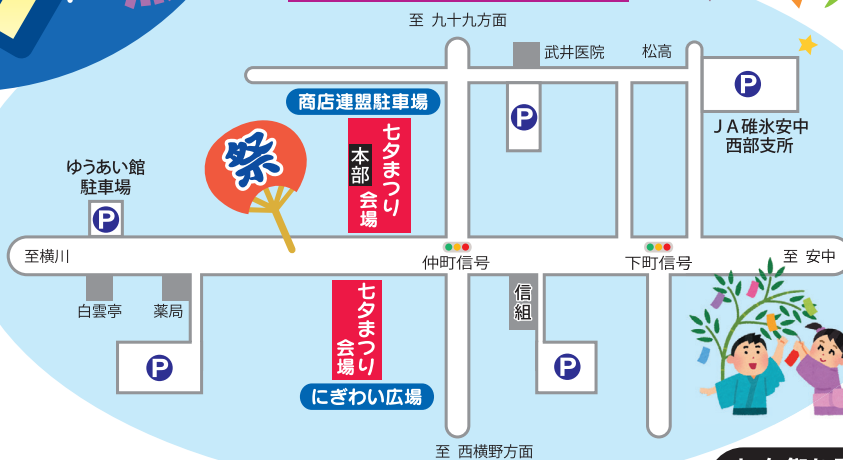 至 九十九方面
武井医院
松高
商店連盟駐車場
P
P
JA碓氷安中
西部支所
七夕まつり
本部
会場
祭
ゆうあい館
駐車場
P
至横川
仲町信号
下町信号
至 安中
白雲亭
薬局
七夕まつり
会場
信組
P
P
にぎわい広場
至 西横野方面